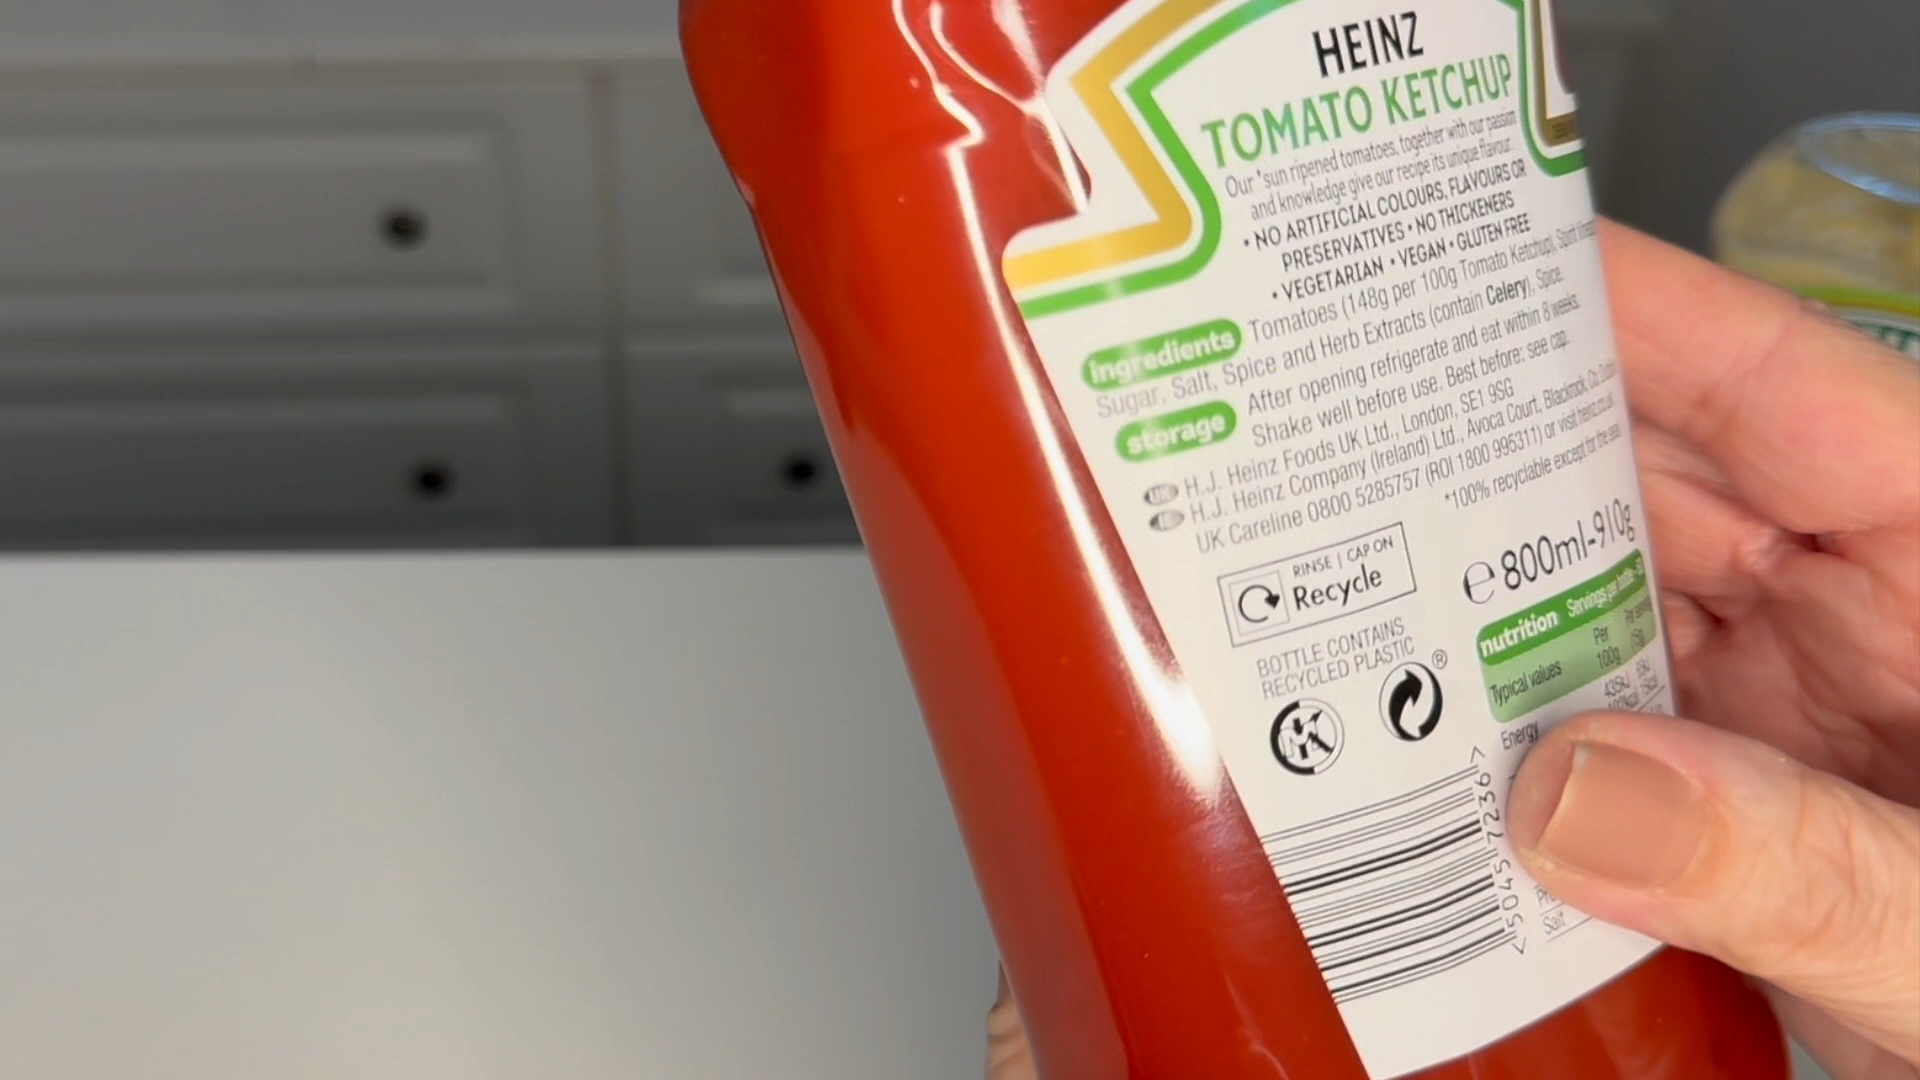 HEINZ
TOMATO KETCHUP
Our *sun ripened tomatoes, together with our passion
and knowledge give our recipe its unique flavour.
• NO ARTIFICIAL COLOURS, FLAVOURS OR
PRESERVATIVES • NO THICKENERS
• VEGETARIAN • VEGAN • GLUTEN FREE
ingredients Tomatoes (148g per 100g Tomato Ketchup), Spirit
Sugar, Salt, Spice and Herb Extracts (contain Celery), Spice.
storage After opening refrigerate and eat within 8 weeks.
Shake well before use. Best before: see cap.
UK H.J. Heinz Foods UK Ltd., London, SE1 9SG
H.J. Heinz Company (Ireland) Ltd., Avoca Court, Blackrock, Co.
UK Careline 0800 5285757 (ROI 1800 995311) or visit heinz.co.uk
*100% recyclable except for the
RINSE | CAP ON
Recycle
e 800ml-910g
BOTTLE CONTAINS
RECYCLED PLASTIC
®
nutrition Servings per bottle -
Typical values Per
100g
Energy
Salt
<5045 7236>